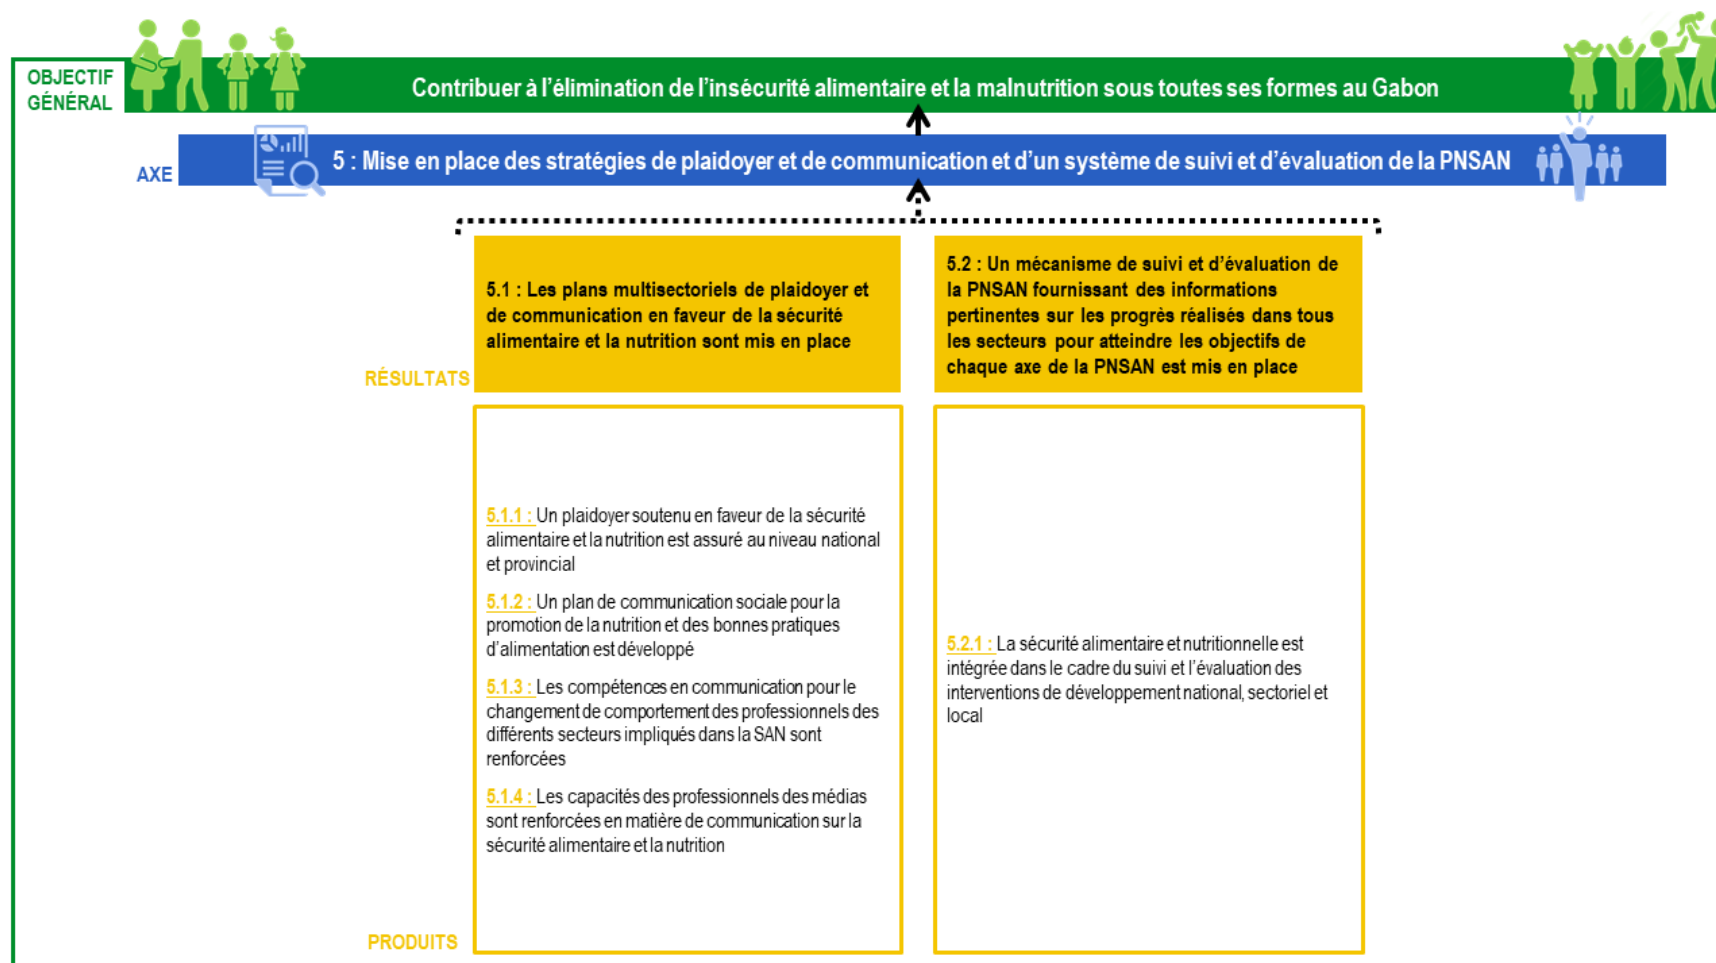 OBJECTIF
GÉNÉRAL
Contribuer à l'élimination de l'insécurité alimentaire et la malnutrition sous toutes ses formes au Gabon
AXE
5 : Mise en place des stratégies de plaidoyer et de communication et d'un système de suivi et d'évaluation de la PNSAN
RÉSULTATS
5.1 : Les plans multisectoriels de plaidoyer et
de communication en faveur de la sécurité
alimentaire et la nutrition sont mis en place
5.2 : Un mécanisme de suivi et d'évaluation de
la PNSAN fournissant des informations
pertinentes sur les progrès réalisés dans tous
les secteurs pour atteindre les objectifs de
chaque axe de la PNSAN est mis en place
PRODUITS
5.1.1 : Un plaidoyer soutenu en faveur de la sécurité
alimentaire et la nutrition est assuré au niveau national
et provincial
5.1.2 : Un plan de communication sociale pour la
promotion de la nutrition et des bonnes pratiques
d'alimentation est développé
5.1.3 : Les compétences en communication pour le
changement de comportement des professionnels des
différents secteurs impliqués dans la SAN sont
renforcées
5.1.4 : Les capacités des professionnels des médias
sont renforcées en matière de communication sur la
sécurité alimentaire et la nutrition
5.2.1 : La sécurité alimentaire et nutritionnelle est
intégrée dans le cadre du suivi et l'évaluation des
interventions de développement national, sectoriel et
local